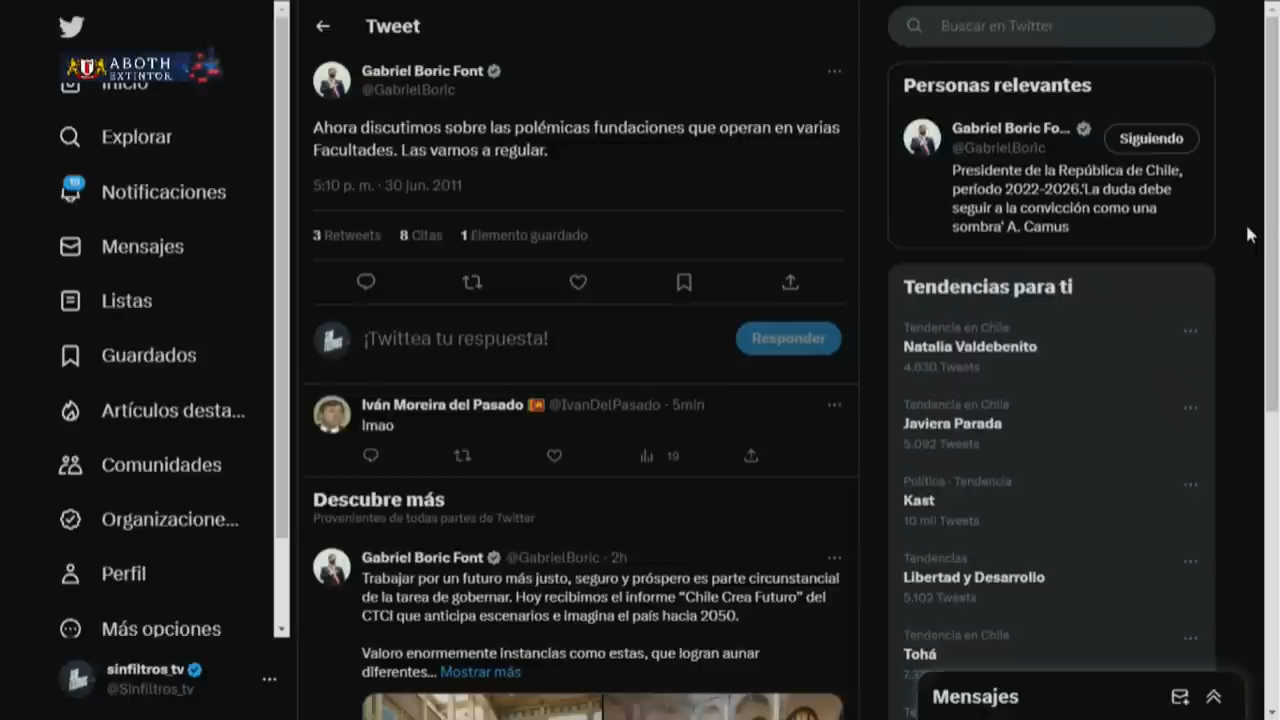 Tweet
Buscar en Twitter
ABOTH
EXTINTOR
Inicio
Explorar
Notificaciones
Mensajes
Listas
Guardados
Artículos desta...
Comunidades
Organizacione...
Perfil
Más opciones
sinfiltros_tv
@Sinfiltros_tv
Gabriel Boric Font
@GabrielBoric
Ahora discutimos sobre las polémicas fundaciones que operan en varias
Facultades. Las vamos a regular.
5:10 p. m. · 30 jun. 2011
3 Retweets 8 Citas 1 Elemento guardado
¡Twittea tu respuesta!
Responder
Iván Moreira del Pasado @IvanDelPasado · 5min
lmao
19
Descubre más
Provenientes de todas partes de Twitter
Gabriel Boric Font @GabrielBoric · 2h
Trabajar por un futuro más justo, seguro y próspero es parte circunstancial
de la tarea de gobernar. Hoy recibimos el informe “Chile Crea Futuro” del
CTCI que anticipa escenarios e imagina el país hacia 2050.
Valoro enormemente instancias como estas, que logran aunar
diferentes... Mostrar más
Personas relevantes
Gabriel Boric Fo...
@GabrielBoric
Siguiendo
Presidente de la República de Chile,
período 2022-2026.'La duda debe
seguir a la convicción como una
sombra' A. Camus
Tendencias para ti
Tendencia en Chile
Natalia Valdebenito
4.630 Tweets
Tendencia en Chile
Javiera Parada
5.092 Tweets
Política · Tendencia
Kast
10 mil Tweets
Tendencias
Libertad y Desarrollo
5.102 Tweets
Tendencia en Chile
Tohá
Mensajes